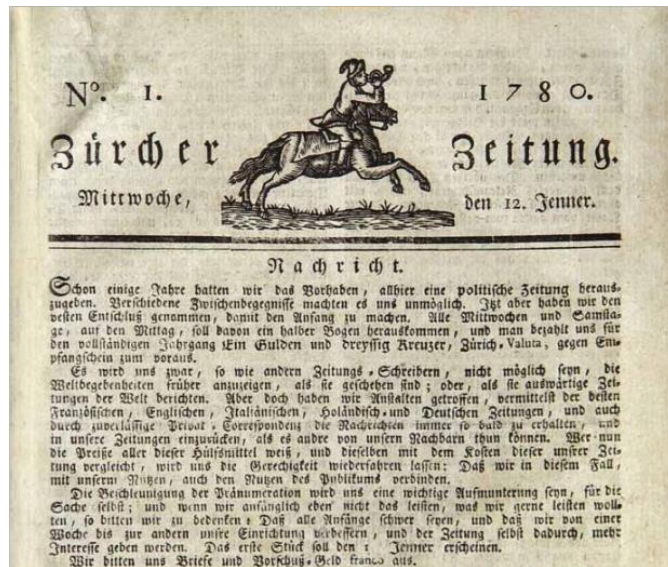 N°. 1. 1780.
Zürcher Zeitung.
Mittwoche, den 12. Jenner.
Nachricht.
Schon einige Jahre hatten wir das Vorhaben, allhier eine politische Zeitung heraus-
zugeben. Verschiedene Zwischenbegegnisse machten es uns unmöglich. Jtzt aber haben wir den
vesten Entschluß genommen, damit den Anfang zu machen. Alle Mittwochen und Samsta-
ge, auf den Mittag, soll davon ein halber Bogen herauskommen, und man bezahlt uns für
den vollständigen Jahrgang Ein Gulden und dreyssig Kreuzer, Zürich-Valuta, gegen Em-
pfangschein zum voraus.
Es wird uns zwar, so wie andern Zeitungs-Schreibern, nicht möglich seyn, die
Weltbegebenheiten früher anzuzeigen, als sie geschehen sind; oder, als sie auswärtige Zei-
tungen der Welt berichten. Aber doch haben wir Anstalten getroffen, vermittelst der besten
Französischen, Englischen, Italiänischen, Holändisch- und Deutschen Zeitungen, und auch
durch zuverläßige Privat-Correspondenz die Nachrichten immer so bald zu erhalten, und
in unsere Zeitungen einzurücken, als es andre von unsern Nachbarn thun können. Wer nun
die Preiße aller dieser Hülfsmittel weiß, und dieselben mit dem Kosten dieser unsrer Zei-
tung vergleicht, wird uns die Gerechtigkeit wiederfahren lassen: Daß wir in diesem Fall,
mit unserm Nutzen, auch den Nutzen des Publikums verbinden.
Die Beschleunigung der Pränumeration wird uns eine wichtige Aufmunterung seyn, für die
Sache selbst; und wenn wir anfänglich eben nicht das leisten, was wir gerne leisten woll-
ten, so bitten wir zu bedenken: Daß alle Anfänge schwer seyen, und daß wir von einer
Woche bis zur andern unsre Einrichtung verbessern, und der Zeitung selbst dadurch, mehr
Interesse geben werden. Das erste Stück soll den Jenner erscheinen.
Wir bitten uns Briefe und Vorschuß-Geld franco aus.